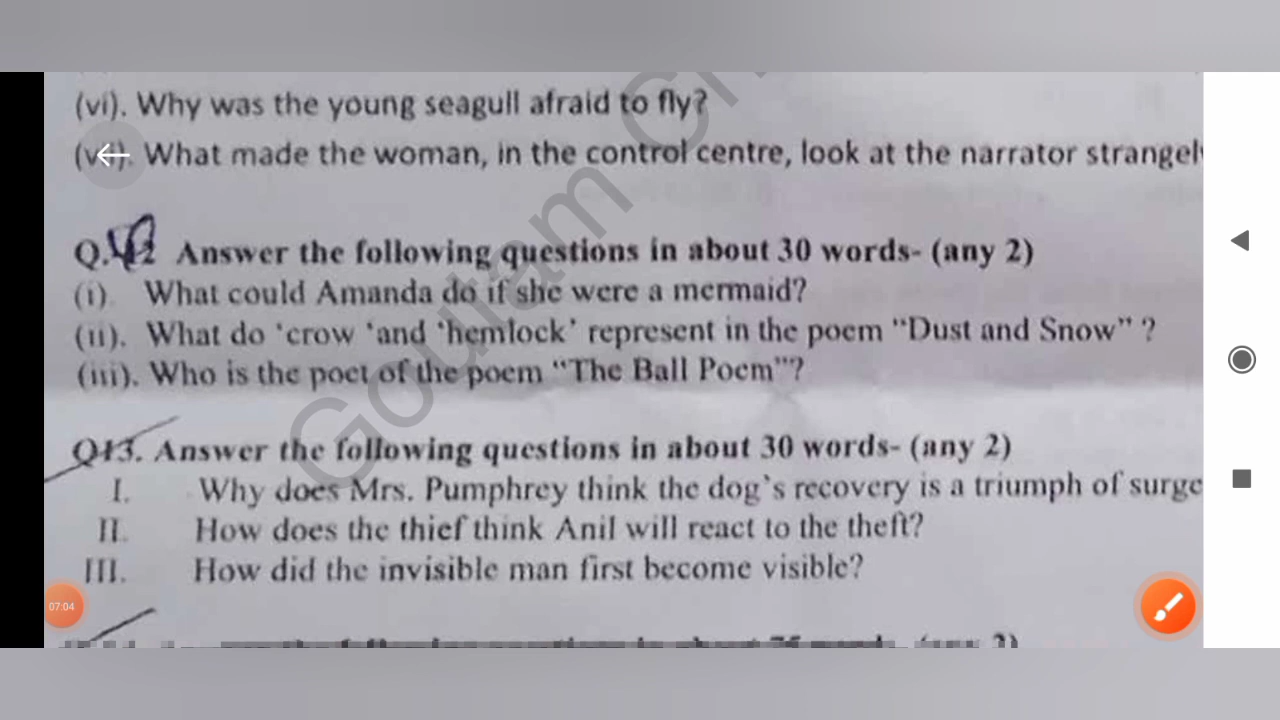 (vi). Why was the young seagull afraid to fly?
What made the woman, in the control centre, look at the narrator strangely
Q. Answer the following questions in about 30 words- (any 2)
(i). What could Amanda do if she were a mermaid?
(ii). What do 'crow 'and 'hemlock' represent in the poem "Dust and Snow" ?
(iii). Who is the poet of the poem "The Ball Poem"?
Q13. Answer the following questions in about 30 words- (any 2)
I. Why does Mrs. Pumphrey think the dog's recovery is a triumph of surge
II. How does the thief think Anil will react to the theft?
III. How did the invisible man first become visible?
07:04